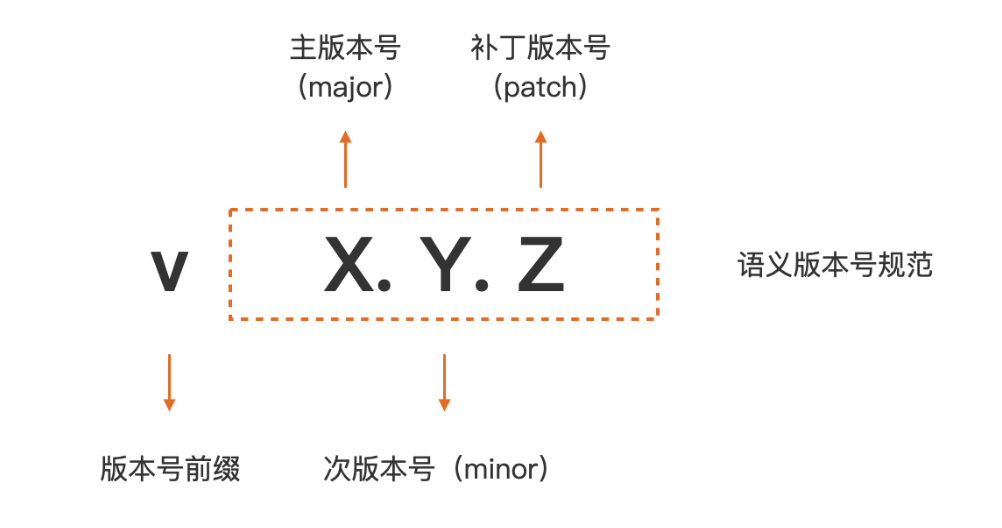 主版本号
（major）
补丁版本号
（patch）
v X. Y. Z
语义版本号规范
版本号前缀
次版本号（minor）